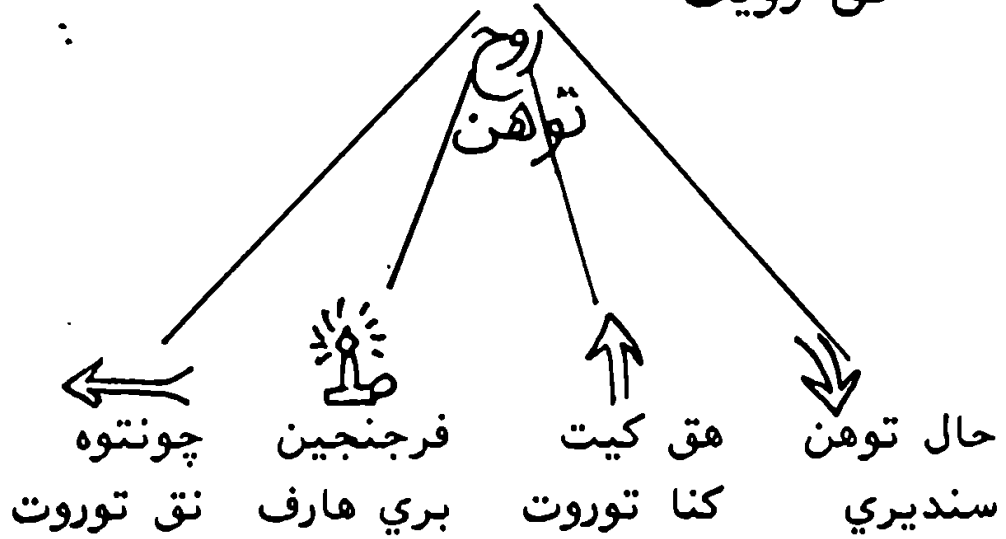 روح
توهن
حال توهن
سنديري
هق كيت
كنا توروت
فرجنجين
بري هارف
چونتوه
نق توروت